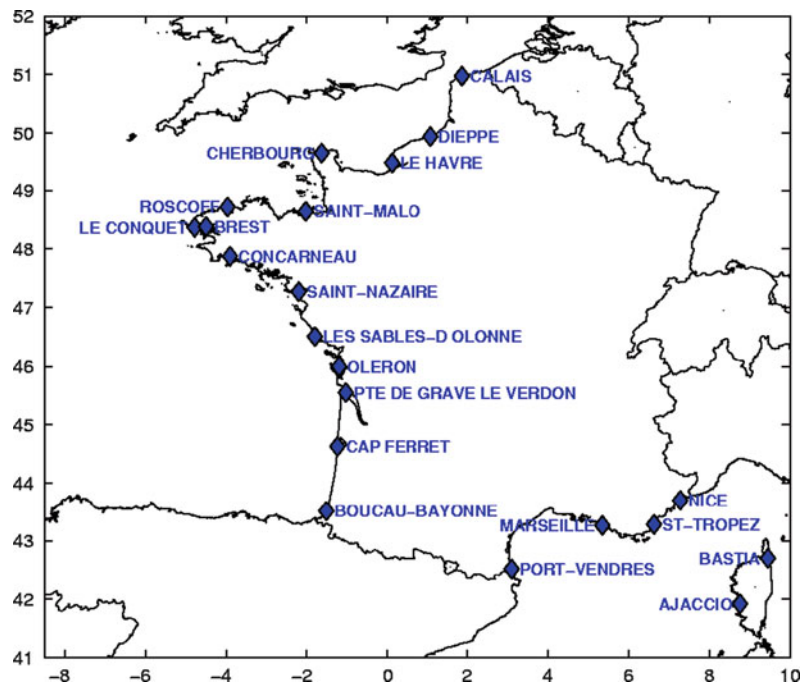 52
51
50
49
48
47
46
45
44
43
42
41
CALAIS
DIEPPE
CHERBOURG
LE HAVRE
ROSCOFF
SAINT-MALO
LE CONQUET
BREST
CONCARNEAU
SAINT-NAZAIRE
LES SABLES-D OLONNE
OLERON
PTE DE GRAVE LE VERDON
CAP FERRET
BOUCAU-BAYONNE
NICE
MARSEILLE
ST-TROPEZ
PORT-VENDRES
BASTIA
AJACCIO
-8 -6 -4 -2 0 2 4 6 8 10